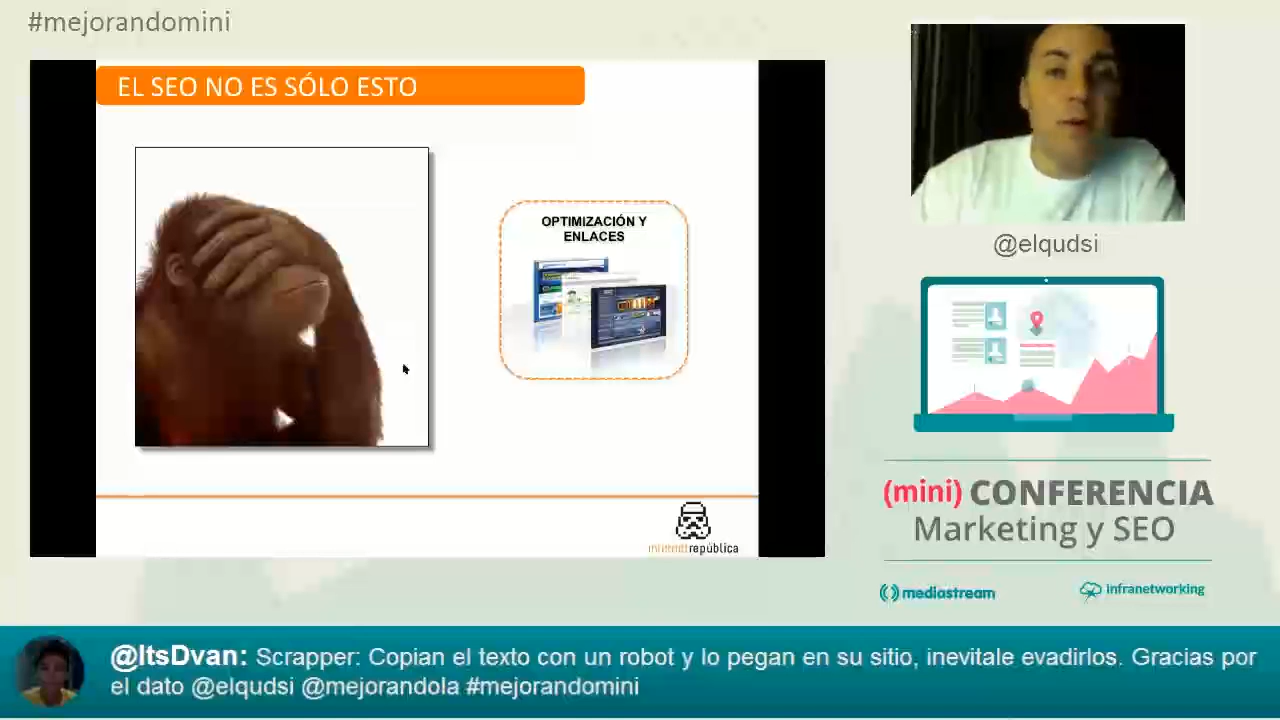 #mejorandomini
EL SEO NO ES SÓLO ESTO
OPTIMIZACIÓN Y
ENLACES
internetrepública
@elqudsi
(mini) CONFERENCIA
Marketing y SEO
mediastream
infranetworking
@ItsDvan: Scrapper: Copian el texto con un robot y lo pegan en su sitio, inevitale evadirlos. Gracias por
el dato @elqudsi @mejorandola #mejorandomini